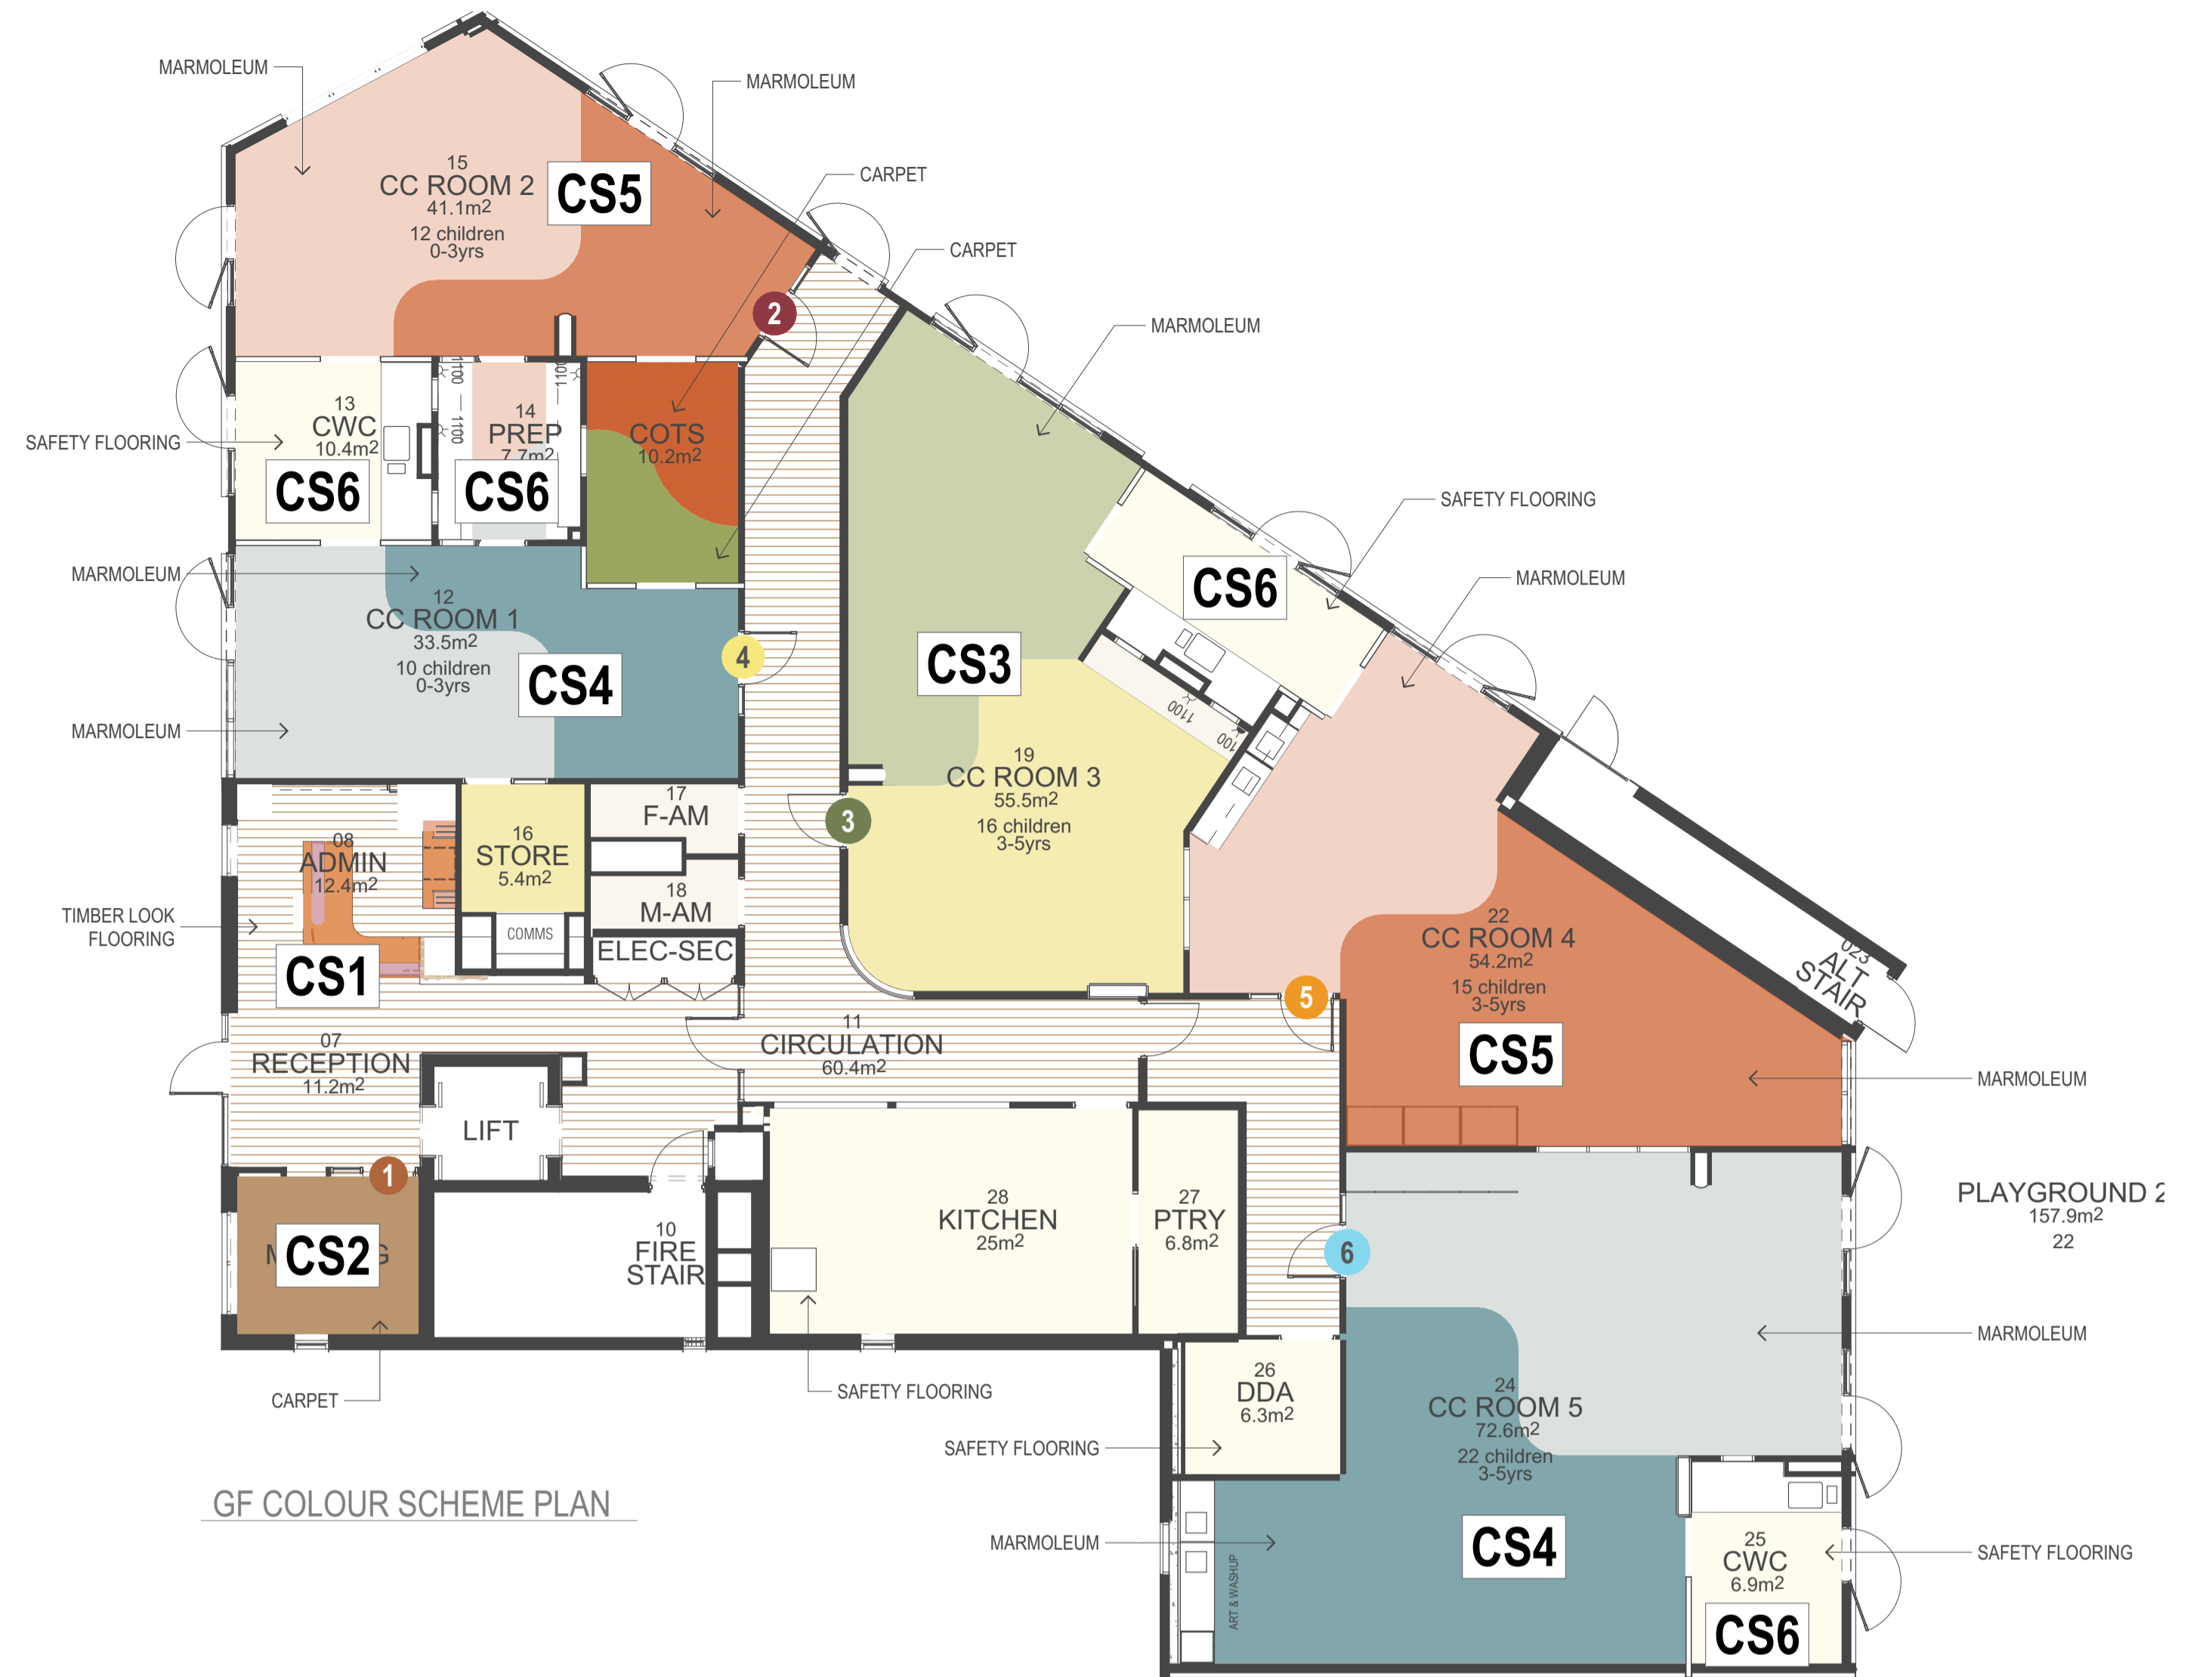 MARMOLEUM
MARMOLEUM
15
CC ROOM 2
41.1m2
12 children
0-3yrs
CS5
CARPET
CARPET
2
MARMOLEUM
13
CWC
10.4m2
CS6
SAFETY FLOORING
1100
1100
1100
14
PREP
7.7m2
CS6
COTS
10.2m2
SAFETY FLOORING
CS6
MARMOLEUM
MARMOLEUM
12
CC ROOM 1
33.5m2
10 children
0-3yrs
CS4
4
MARMOLEUM
CS3
1100
100
19
CC ROOM 3
55.5m2
16 children
3-5yrs
3
08
ADMIN
12.4m2
16
STORE
5.4m2
17
F-AM
18
M-AM
TIMBER LOOK
FLOORING
COMMS
ELEC-SEC
CS1
22
CC ROOM 4
54.2m2
15 children
3-5yrs
CS5
5
023
ALT
STAIR
07
RECEPTION
11.2m2
11
CIRCULATION
60.4m2
MARMOLEUM
LIFT
1
CS2
10
FIRE
STAIR
28
KITCHEN
25m2
27
PTRY
6.8m2
6
PLAYGROUND 2
157.9m2
22
MARMOLEUM
CARPET
SAFETY FLOORING
26
DDA
6.3m2
SAFETY FLOORING
24
CC ROOM 5
72.6m2
22 children
3-5yrs
GF COLOUR SCHEME PLAN
MARMOLEUM
ART & WASHUP
CS4
25
CWC
6.9m2
CS6
SAFETY FLOORING